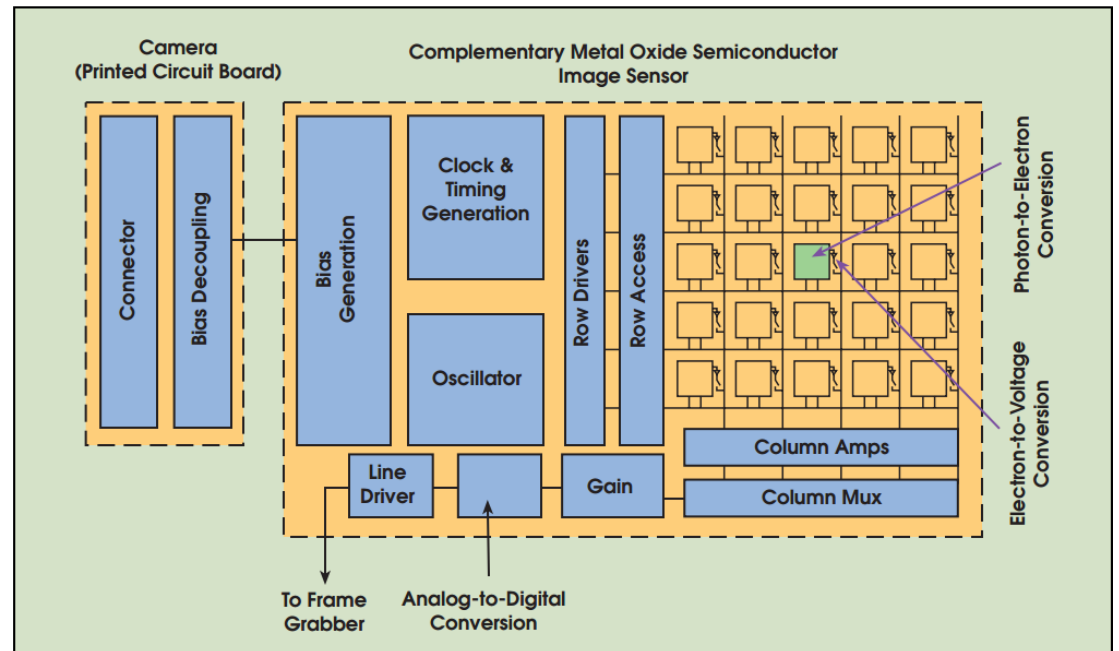 Camera
(Printed Circuit Board)
Complementary Metal Oxide Semiconductor
Image Sensor
Connector
Bias Decoupling
Bias
Generation
Clock &
Timing
Generation
Oscillator
Row Drivers
Row Access
Photon-to-Electron
Conversion
Electron-to-Voltage
Conversion
Column Amps
Column Mux
Line
Driver
Gain
To Frame
Grabber
Analog-to-Digital
Conversion